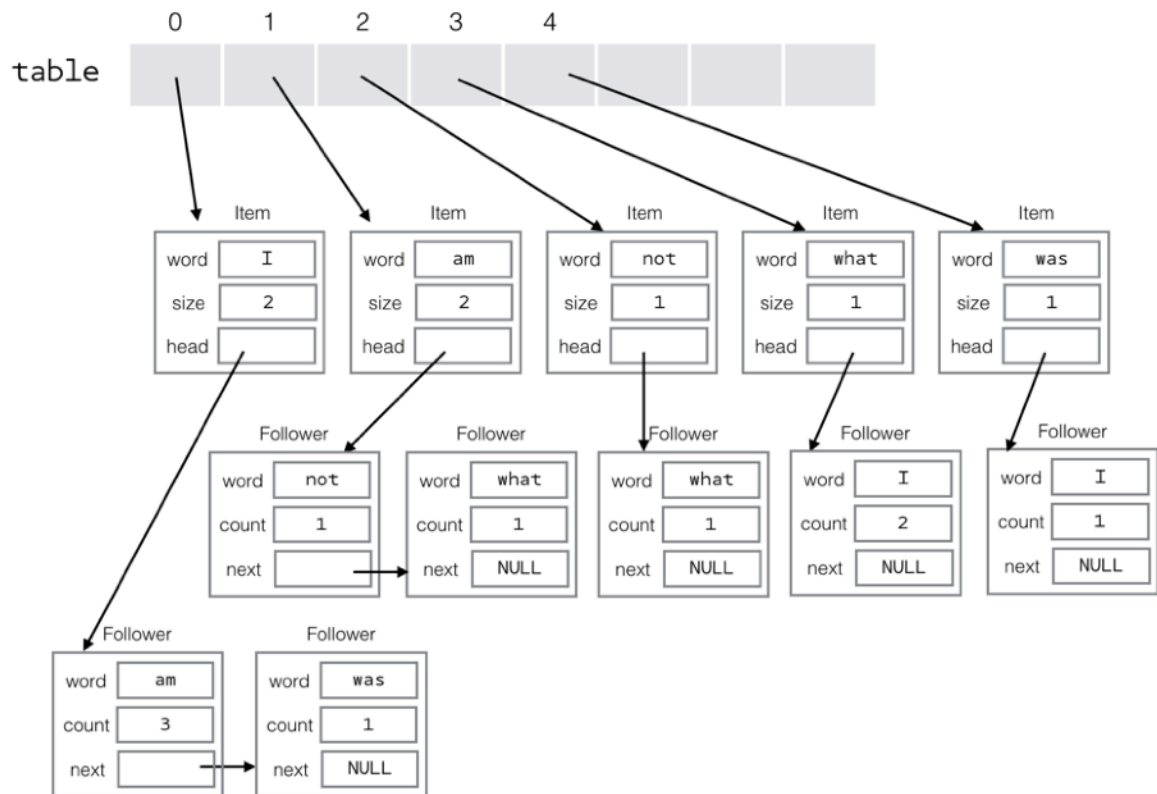 0 1 2 3 4
table
Item Item Item Item Item
word I word am word not word what word was
size 2 size 2 size 1 size 1 size 1
head head head head head
Follower Follower Follower Follower Follower
word not word what word what word I word I
count 1 count 1 count 1 count 2 count 1
next next NULL next NULL next NULL next NULL
Follower Follower
word am word was
count 3 count 1
next next NULL